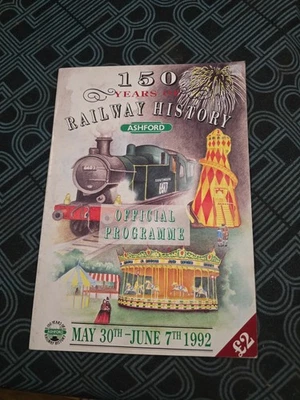 150
YEARS OF
RAILWAY HISTORY
ASHFORD
OFFICIAL
PROGRAMME
MAY 30TH - JUNE 7TH 1992
£2